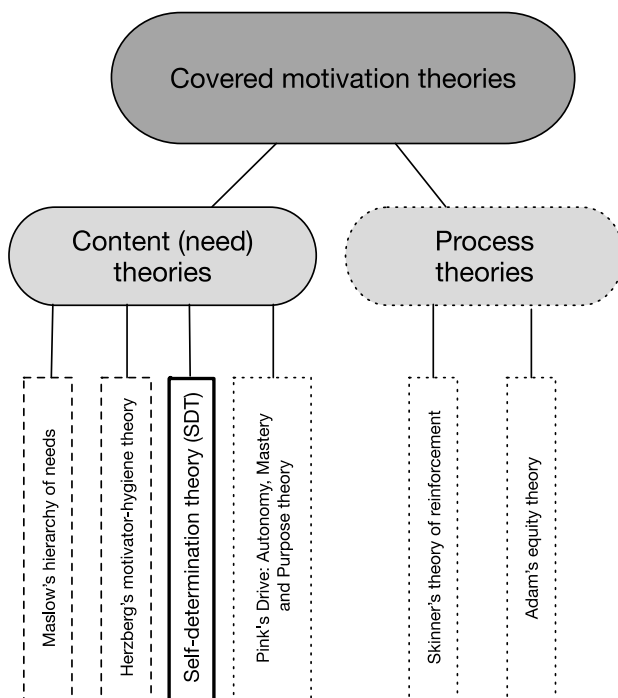 Covered motivation theories
Content (need)
theories
Process
theories
Maslow's hierarchy of needs
Herzberg's motivator-hygiene theory
Self-determination theory (SDT)
Pink's Drive: Autonomy, Mastery
and Purpose theory
Skinner's theory of reinforcement
Adam's equity theory